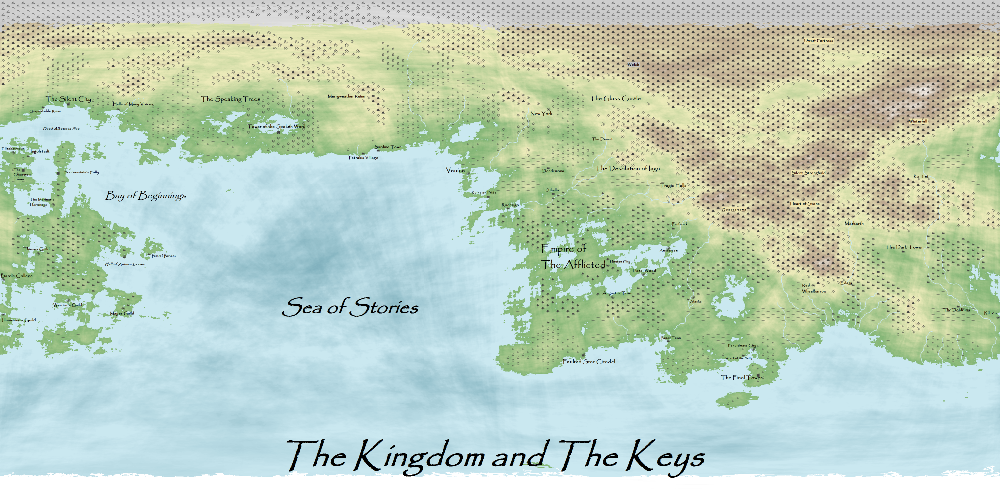 Dwarf Fortress
Welch
The Silent City
Halls of Many Voices
Unspeakable Ruins
Dead Albatross Sea
The Speaking Trees
Merryweather Ruins
Tower of the Spoken Word
The Glass Castle
New York
Winterfell
The Desert
Elizabethtown
Ingolstadt
Sordino Town
Petrakis Village
The
Creature's
Tower
Frankenstein's Folly
Venice
Desdemona
The Desolation of Iago
Silent Stronghold
Ka-Tet
Tragic Halls
Othello
Ruins of Pride
Bay of Beginnings
The Mariner's
Hermitage
Roderigo
Heart of Stone
Osteosarcoma
Prufrock
Markarth
Thieves Guild
Port of Portent
Hall of Autumn Leaves
Empire of
The Afflicted
Amsterdam
Houten City
Hazel Wood
The Dark Tower
Bardic College
Red
Wheelbarrow
Eulogy
Augustus Town
Alaska
Warrior's Guild
Mages Guild
Illusionists Guild
Sea of Stories
The Doldrums
Riften
Paper Town
Penultimate City
Wreck of the Nelly
Faulted Star Citadel
The Final Tower
The Kingdom and The Keys